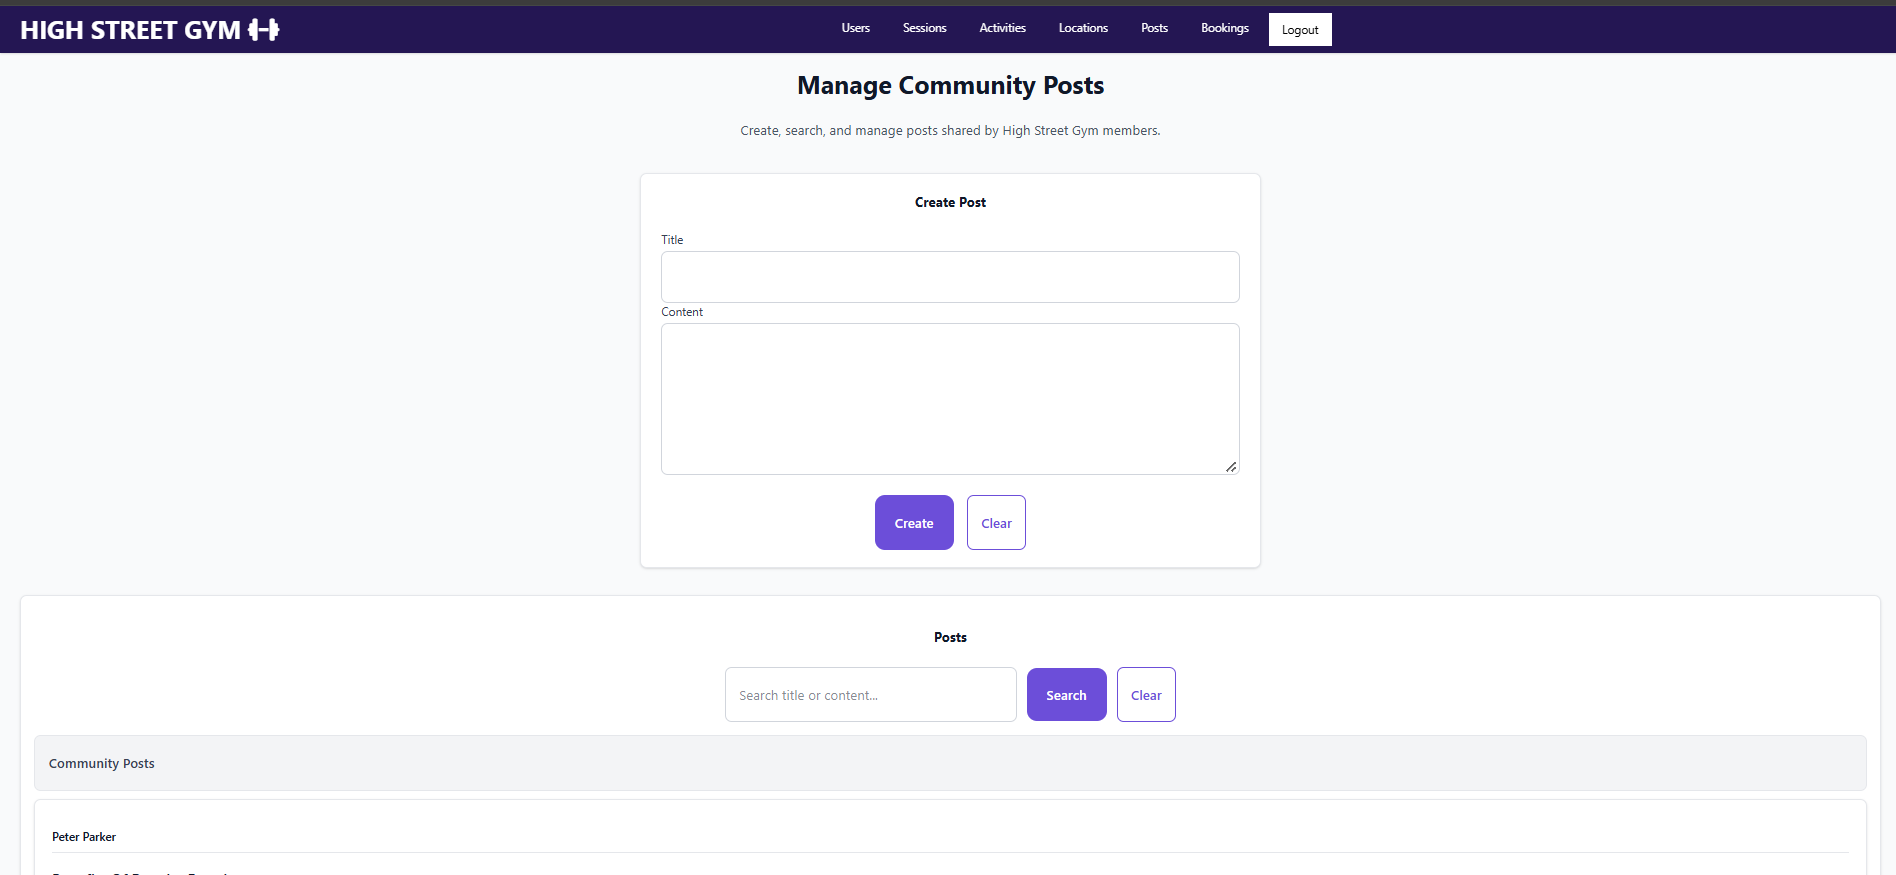 HIGH STREET GYM
Users Sessions Activities Locations Posts Bookings Logout
Manage Community Posts
Create, search, and manage posts shared by High Street Gym members.
Create Post
Title
Content
Create Clear
Posts
Search title or content... Search Clear
Community Posts
Peter Parker